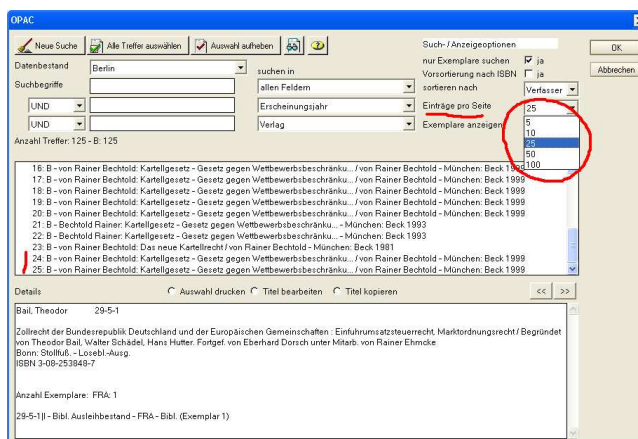 OPAC
Neue Suche Alle Treffer auswählen Auswahl aufheben
Such- / Anzeigeoptionen
OK
Abbrechen
Datenbestand Berlin
suchen in
nur Exemplare suchen ja
Vorsortierung nach ISBN ja
Suchbegriffe
allen Feldern
sortieren nach Verfasser
UND
Erscheinungsjahr
Einträge pro Seite 25
UND
Verlag
Exemplare anzeigen
5
10
25
50
100
Anzahl Treffer: 125 - B: 125
16: B - von Rainer Bechtold: Kartellgesetz - Gesetz gegen Wettbewerbsbeschränku... / von Rainer Bechtold - München: Beck 1999
17: B - von Rainer Bechtold: Kartellgesetz - Gesetz gegen Wettbewerbsbeschränku... / von Rainer Bechtold - München: Beck 1999
18: B - von Rainer Bechtold: Kartellgesetz - Gesetz gegen Wettbewerbsbeschränku... / von Rainer Bechtold - München: Beck 1999
19: B - von Rainer Bechtold: Kartellgesetz - Gesetz gegen Wettbewerbsbeschränku... / von Rainer Bechtold - München: Beck 1999
20: B - von Rainer Bechtold: Kartellgesetz - Gesetz gegen Wettbewerbsbeschränku... / von Rainer Bechtold - München: Beck 1999
21: B - Bechtold Rainer: Kartellgesetz - Gesetz gegen Wettbewerbsbeschränku... - München: Beck 1993
22: B - Bechtold Rainer: Kartellgesetz - Gesetz gegen Wettbewerbsbeschränku... - München: Beck 1993
23: B - von Rainer Bechtold: Das neue Kartellrecht / von Rainer Bechtold - München: Beck 1981
24: B - von Rainer Bechtold: Kartellgesetz - Gesetz gegen Wettbewerbsbeschränku... / von Rainer Bechtold - München: Beck 1999
25: B - von Rainer Bechtold: Kartellgesetz - Gesetz gegen Wettbewerbsbeschränku... / von Rainer Bechtold - München: Beck 1999
Details Auswahl drucken Titel bearbeiten Titel kopieren << >>
Bail, Theodor 29-5-1
Zollrecht der Bundesrepublik Deutschland und der Europäischen Gemeinschaften : Einfuhrumsatzsteuerrecht, Marktordnungsrecht / Begründet
von Theodor Bail, Walter Schädel, Hans Hutter. Fortgef. von Eberhard Dorsch unter Mitarb. von Rainer Ehmcke
Bonn: Stollfuß. - Losebl.-Ausg.
ISBN 3-08-253848-7
Anzahl Exemplare: FRA: 1
29-5-1|I - Bibl. Ausleihbestand - FRA - Bibl. (Exemplar 1)